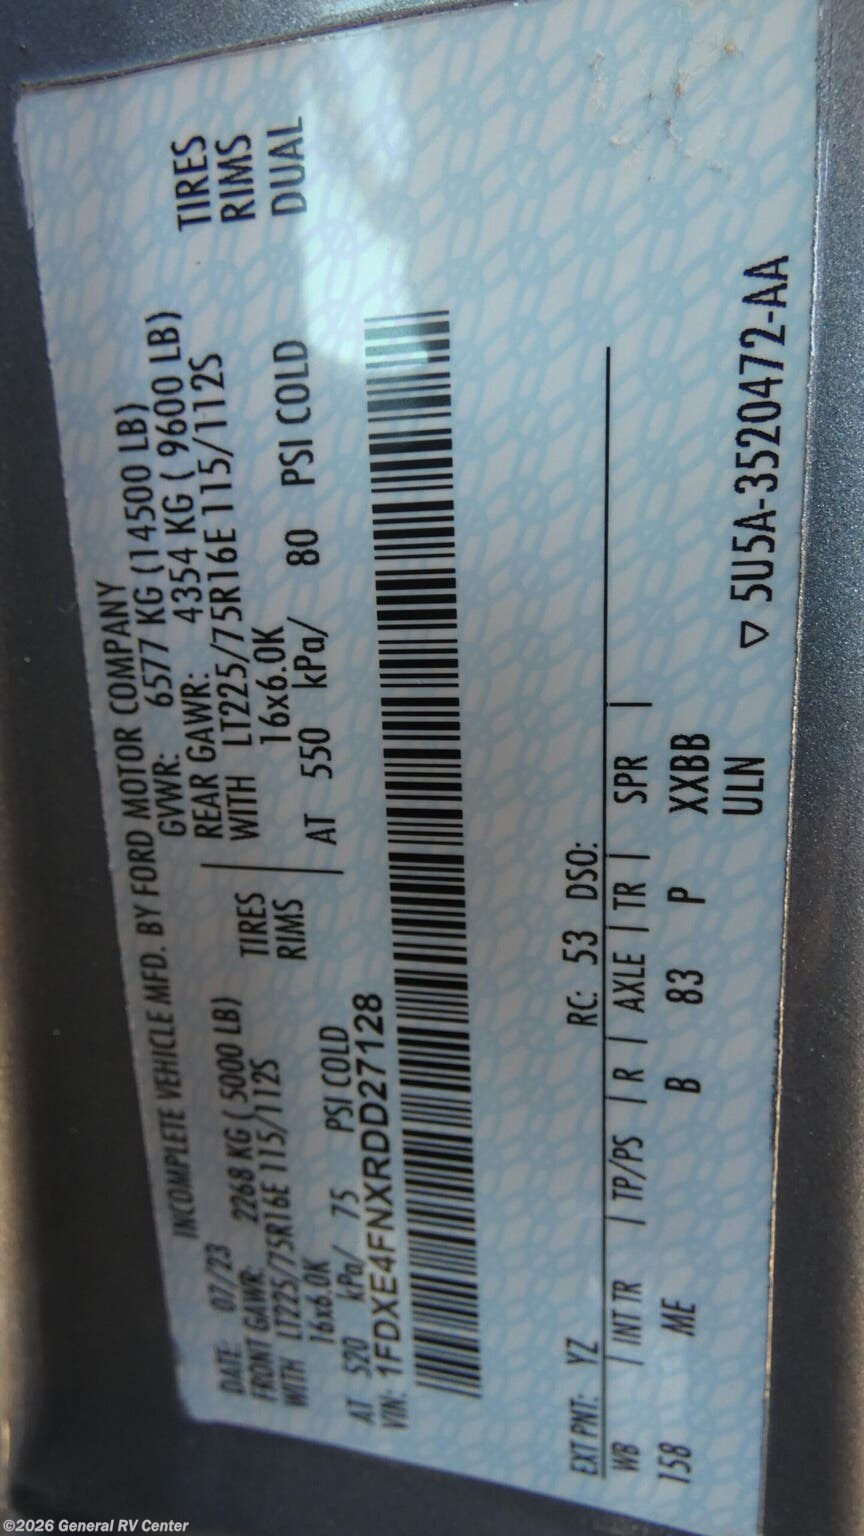 INCOMPLETE VEHICLE MFD. BY FORD MOTOR COMPANY
DATE: 07/23 GVWR: 6577 KG (14500 LB)
FRONT GAWR: 2268 KG ( 5000 LB) REAR GAWR: 4354 KG ( 9600 LB)
WITH LT225/75R16E 115/112S TIRES WITH LT225/75R16E 115/112S TIRES
16x6.0K RIMS 16x6.0K RIMS
AT 520 kPa/ 75 PSI COLD AT 550 kPa/ 80 PSI COLD DUAL
VIN: 1FDXE4FNXRDD27128
EXT PNT: YZ RC: 53 DSO:
WB | INT TR | TP/PS | R | AXLE | TR | SPR |
158 ME B 83 P XXBB
ULN
▽ 5U5A-3520472-AA
©2026 General RV Center